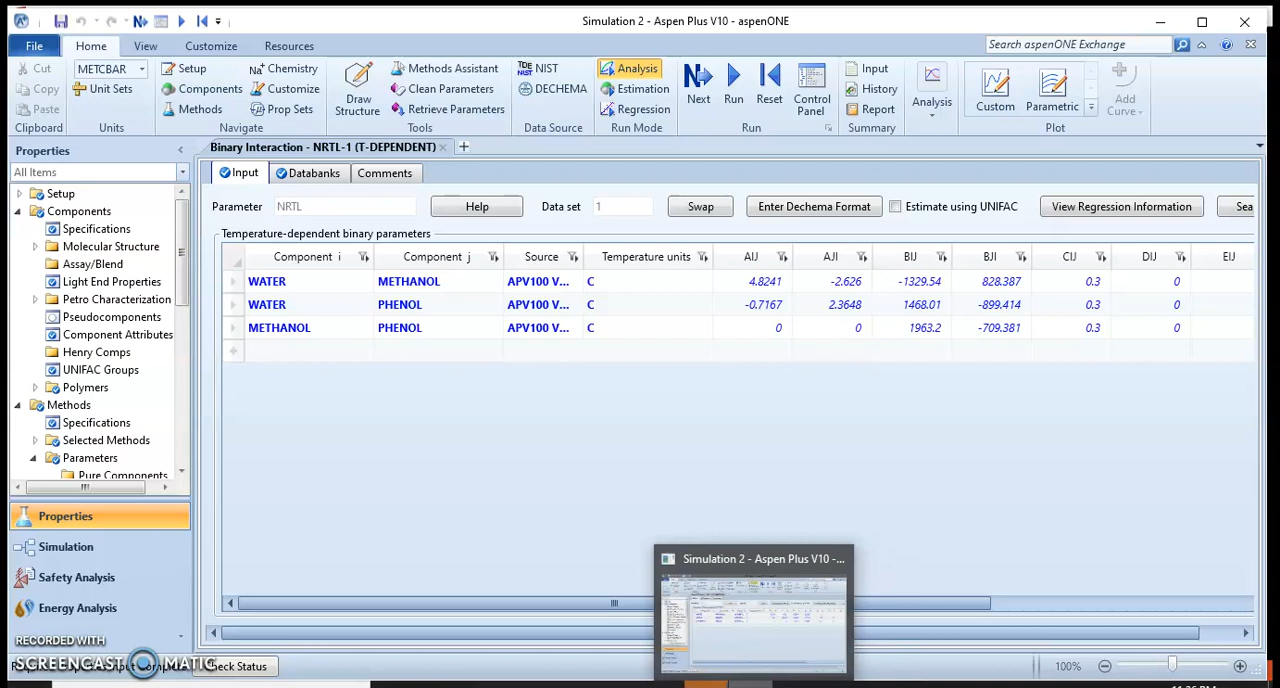 Simulation 2 - Aspen Plus V10 - aspenONE
File Home View Customize Resources Search aspenONE Exchange
Cut METCBAR Setup Chemistry Methods Assistant NIST Analysis Input
Copy Unit Sets Components Customize Clean Parameters DECHEMA Estimation History
Paste Methods Prop Sets Draw Structure Retrieve Parameters Regression Next Run Reset Control Panel Report Analysis Custom Parametric Add Curve
Clipboard Units Navigate Tools Data Source Run Mode Run Summary Plot
Properties
All Items
Setup
Components
Specifications
Molecular Structure
Assay/Blend
Light End Properties
Petro Characterization
Pseudocomponents
Component Attributes
Henry Comps
UNIFAC Groups
Polymers
Methods
Specifications
Selected Methods
Parameters
Pure Components
Properties
Simulation
Safety Analysis
Energy Analysis
Binary Interaction - NRTL-1 (T-DEPENDENT)
Input Databanks Comments
Parameter NRTL Help Data set 1 Swap Enter Dechema Format Estimate using UNIFAC View Regression Information Sea
Temperature-dependent binary parameters
Component i Component j Source Temperature units AIJ AJI BIJ BJI CIJ DIJ EIJ
WATER METHANOL APV100 V... C 4.8241 -2.626 -1329.54 828.387 0.3 0
WATER PHENOL APV100 V... C -0.7167 2.3648 1468.01 -899.414 0.3 0
METHANOL PHENOL APV100 V... C 0 0 1963.2 -709.381 0.3 0
Simulation 2 - Aspen Plus V10 -...
RECORDED WITH
SCREENCAST MATIC
Check Status
100%